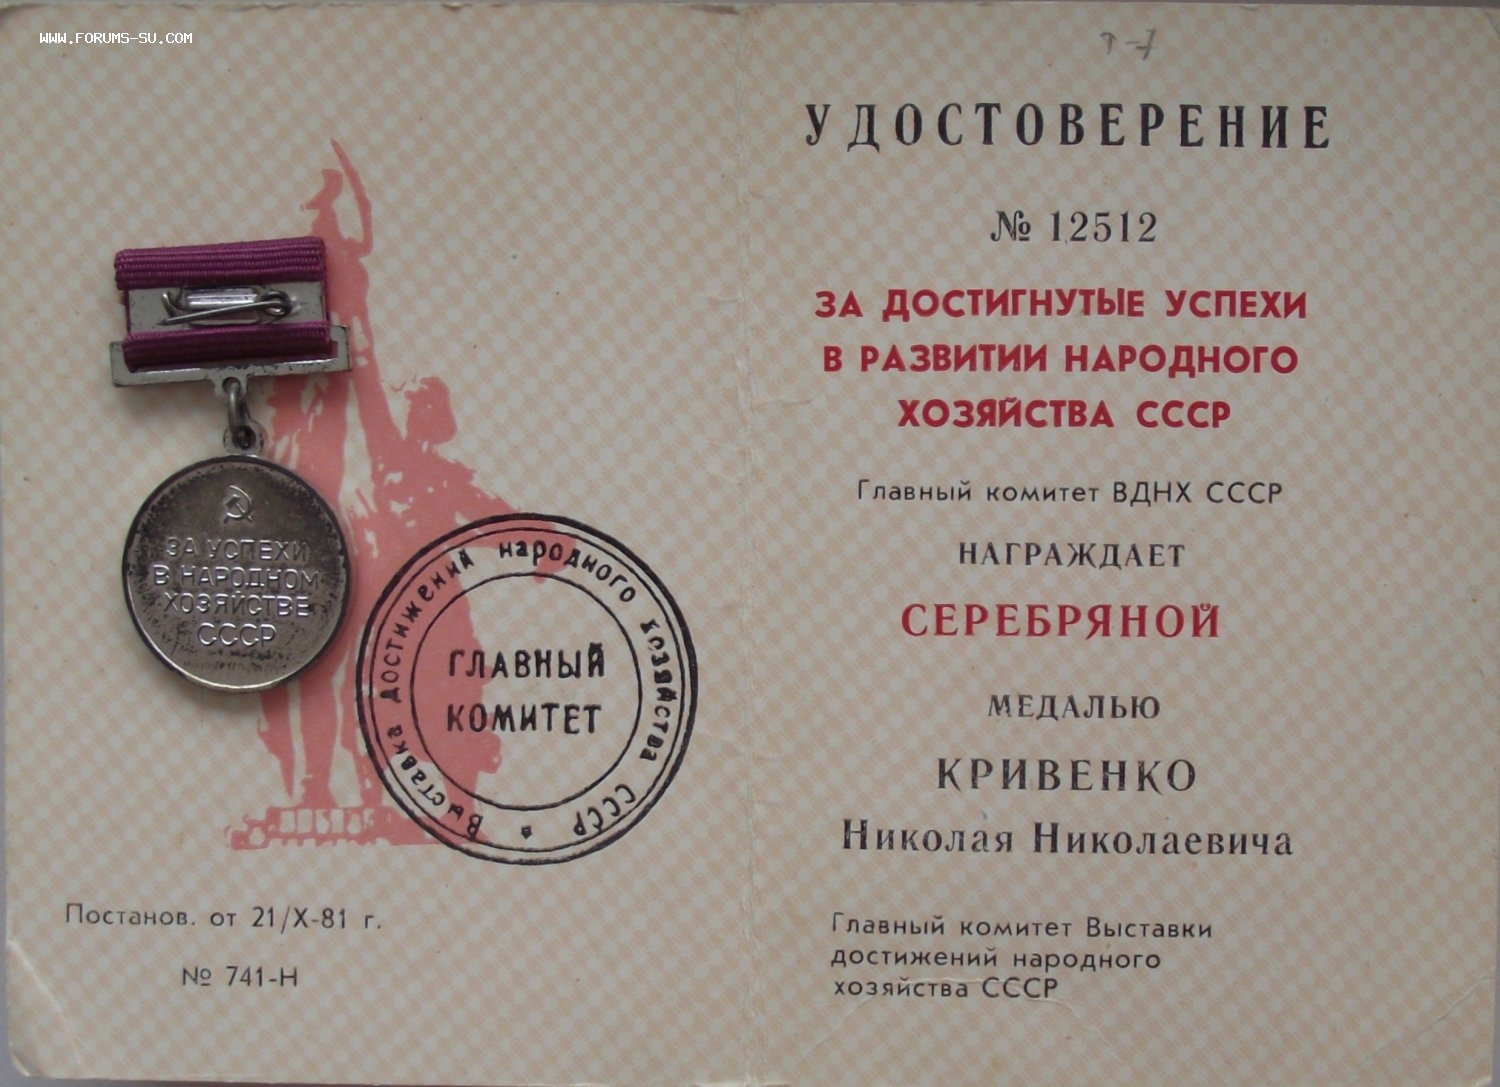 WWW.FORUMS-SU.COM
ЗА УСПЕХИ
В НАРОДНОМ
ХОЗЯЙСТВЕ
СССР
Выставка достижений народного хозяйства СССР
ГЛАВНЫЙ
КОМИТЕТ
Постанов. от 21/X-81 г.
№ 741-Н
УДОСТОВЕРЕНИЕ
№ 12512
ЗА ДОСТИГНУТЫЕ УСПЕХИ
В РАЗВИТИИ НАРОДНОГО
ХОЗЯЙСТВА СССР
Главный комитет ВДНХ СССР
НАГРАЖДАЕТ
СЕРЕБРЯНОЙ
МЕДАЛЬЮ
КРИВЕНКО
Николая Николаевича
Главный комитет Выставки
достижений народного
хозяйства СССР